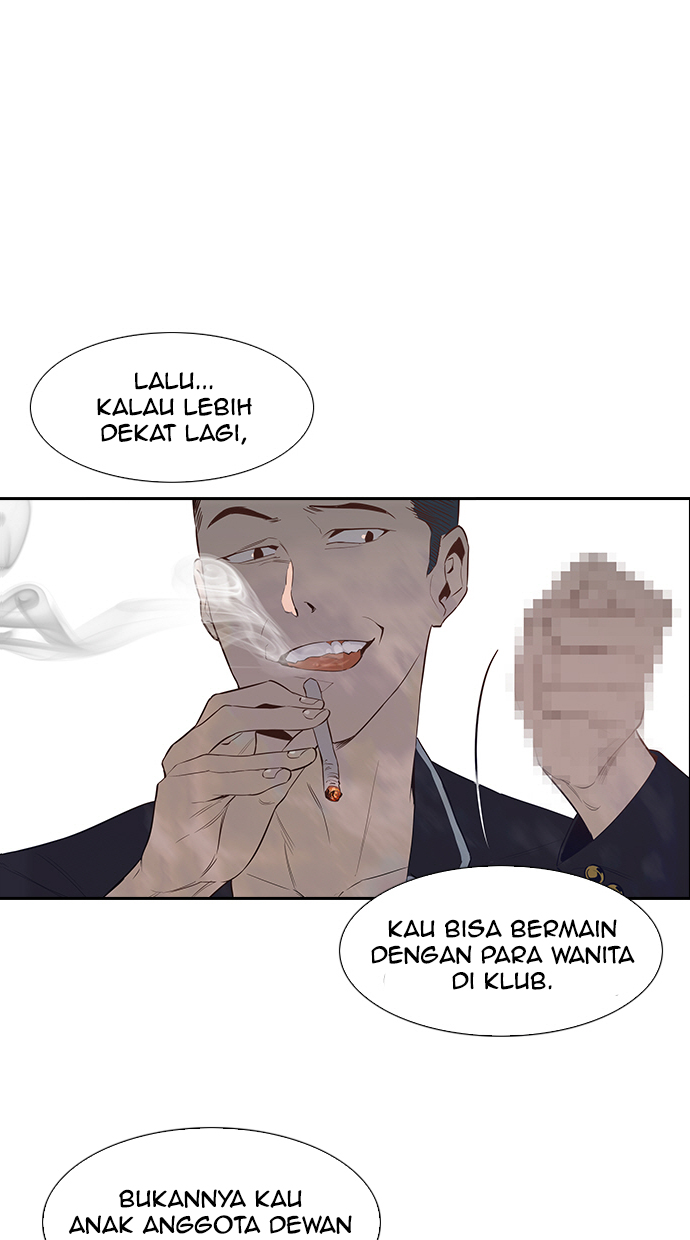 LALU...
KALAU LEBIH
DEKAT LAGI,
KAU BISA BERMAIN
DENGAN PARA WANITA
DI KLUB.
BUKANNYA KAU
ANAK ANGGOTA DEWAN